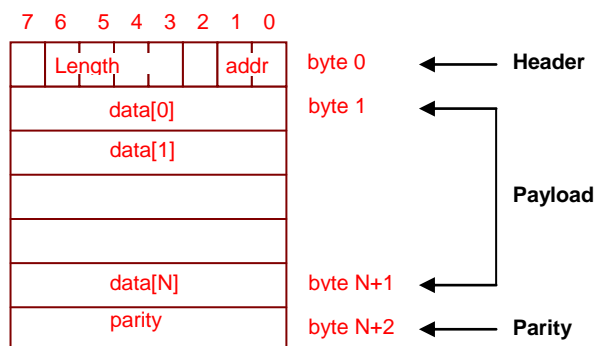 7 6 5 4 3 2 1 0
Length addr byte 0 Header
data[0] byte 1
data[1]
Payload
data[N] byte N+1
parity byte N+2 Parity